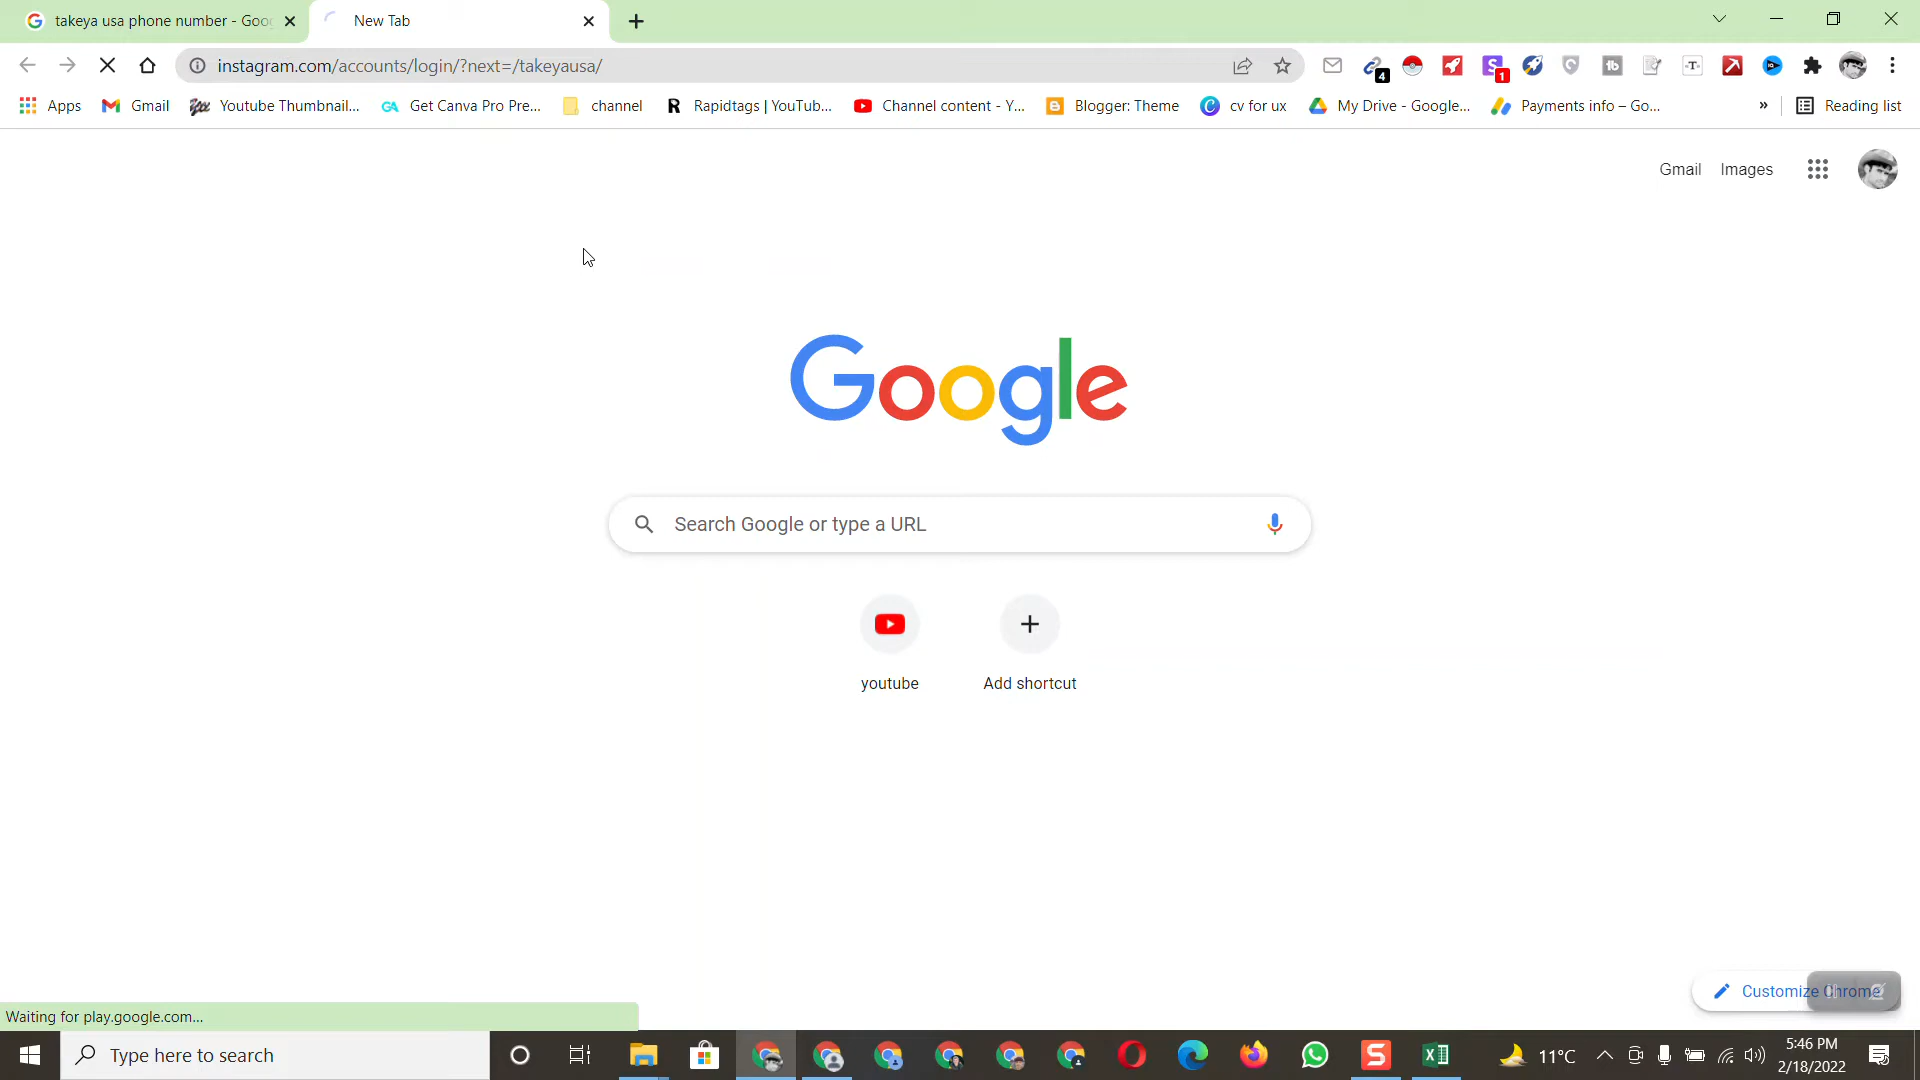 takeya usa phone number - Goo
New Tab
instagram.com/accounts/login/?next=/takeyausa/
4
1
Apps
Gmail
Youtube Thumbnail...
GA Get Canva Pro Pre...
channel
R Rapidtags | YouTub...
Channel content - Y...
Blogger: Theme
cv for ux
My Drive - Google...
Payments info – Go...
»
Reading list
Gmail Images
Google
Search Google or type a URL
youtube
Add shortcut
Customize Chrome
Waiting for play.google.com...
Type here to search
11°C
5:46 PM
2/18/2022